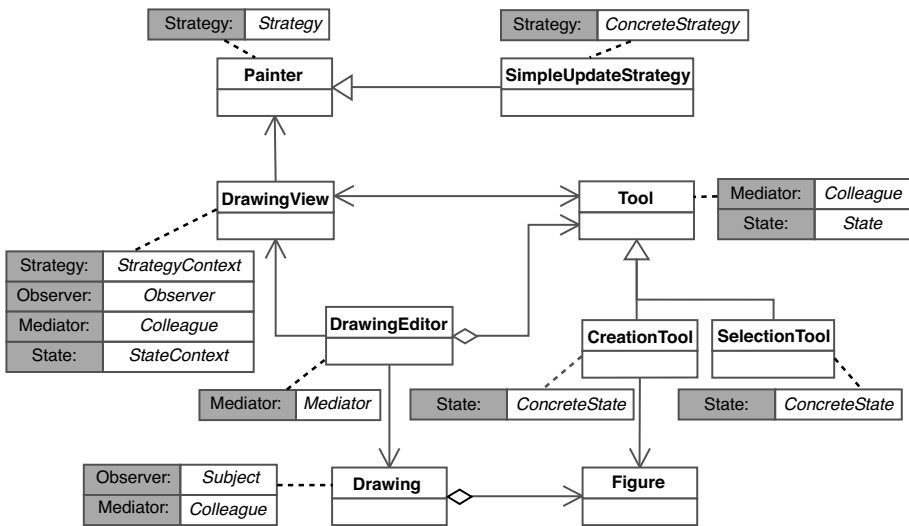 Strategy: Strategy
Strategy: ConcreteStrategy
Painter
SimpleUpdateStrategy
DrawingView
Tool
Mediator: Colleague
State: State
Strategy: StrategyContext
Observer: Observer
Mediator: Colleague
State: StateContext
DrawingEditor
CreationTool
SelectionTool
Mediator: Mediator
State: ConcreteState
State: ConcreteState
Observer: Subject
Mediator: Colleague
Drawing
Figure